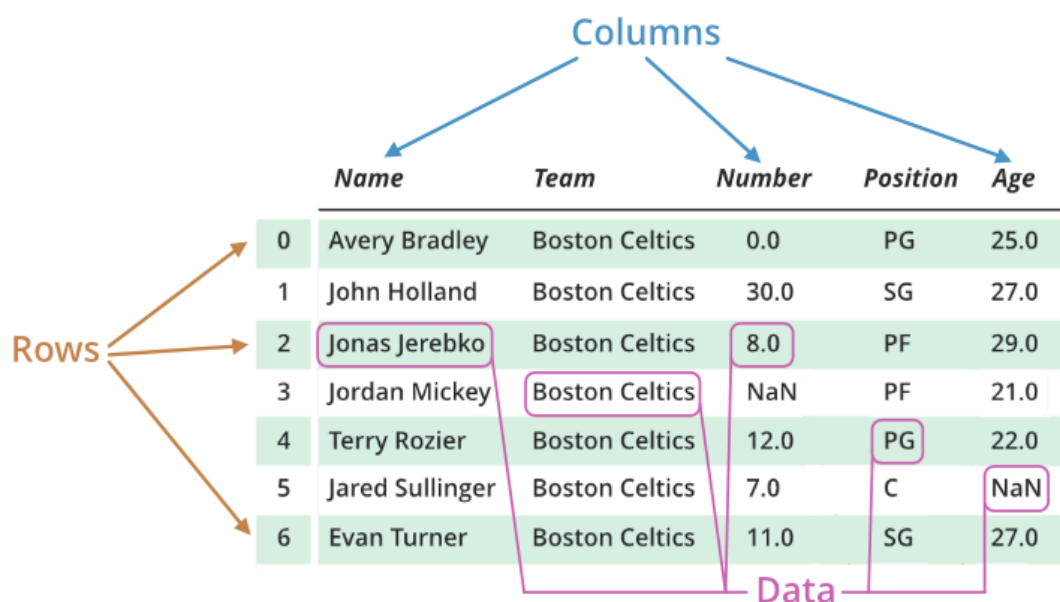 Columns
Name Team Number Position Age
0 Avery Bradley Boston Celtics 0.0 PG 25.0
1 John Holland Boston Celtics 30.0 SG 27.0
Rows
2 Jonas Jerebko Boston Celtics 8.0 PF 29.0
3 Jordan Mickey Boston Celtics NaN PF 21.0
4 Terry Rozier Boston Celtics 12.0 PG 22.0
5 Jared Sullinger Boston Celtics 7.0 C NaN
6 Evan Turner Boston Celtics 11.0 SG 27.0
Data